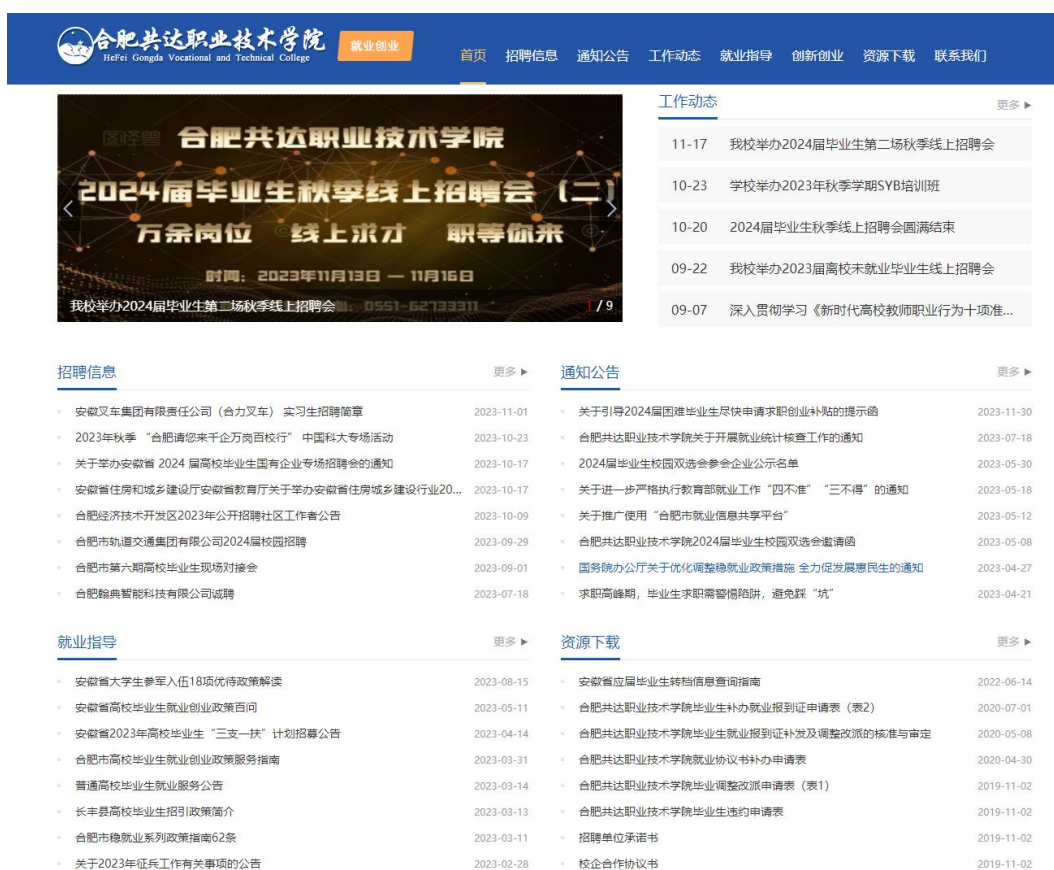 合肥共达职业技术学院
HeFei Gongda Vocational and Technical College
就业创业
首页 招聘信息 通知公告 工作动态 就业指导 创新创业 资源下载 联系我们
图怪兽
合肥共达职业技术学院
2024届毕业生秋季线上招聘会（二）
万余岗位 线上求才 职等你来
时间：2023年11月13日 — 11月16日
0551-62733311
我校举办2024届毕业生第二场秋季线上招聘会
1 / 9
工作动态
更多
11-17 我校举办2024届毕业生第二场秋季线上招聘会
10-23 学校举办2023年秋季学期SYB培训班
10-20 2024届毕业生秋季线上招聘会圆满结束
09-22 我校举办2023届离校未就业毕业生线上招聘会
09-07 深入贯彻学习《新时代高校教师职业行为十项准...
招聘信息
更多
安徽叉车集团有限责任公司（合力叉车） 实习生招聘简章 2023-11-01
2023年秋季 “合肥请您来千企万岗百校行” 中国科大专场活动 2023-10-23
关于举办安徽省 2024 届高校毕业生国有企业专场招聘会的通知 2023-10-17
安徽省住房和城乡建设厅安徽省教育厅关于举办安徽省住房城乡建设行业20... 2023-10-17
合肥经济技术开发区2023年公开招聘社区工作者公告 2023-10-09
合肥市轨道交通集团有限公司2024届校园招聘 2023-09-29
合肥市第六期高校毕业生现场对接会 2023-09-01
合肥翰典智能科技有限公司诚聘 2023-07-18
通知公告
更多
关于引导2024届困难毕业生尽快申请求职创业补贴的提示函 2023-11-30
合肥共达职业技术学院关于开展就业统计核查工作的通知 2023-07-18
2024届毕业生校园双选会参会企业公示名单 2023-05-30
关于进一步严格执行教育部就业工作“四不准” “三不得”的通知 2023-05-18
关于推广使用“合肥市就业信息共享平台” 2023-05-12
合肥共达职业技术学院2024届毕业生校园双选会邀请函 2023-05-08
国务院办公厅关于优化调整稳就业政策措施 全力促发展惠民生的通知 2023-04-27
求职高峰期，毕业生求职需警惕陷阱，避免踩“坑” 2023-04-21
就业指导
更多
安徽省大学生参军入伍18项优待政策解读 2023-08-15
安徽省高校毕业生就业创业政策百问 2023-05-11
安徽省2023年高校毕业生“三支一扶”计划招募公告 2023-04-14
合肥市高校毕业生就业创业政策服务指南 2023-03-31
普通高校毕业生就业服务公告 2023-03-14
长丰县高校毕业生招引政策简介 2023-03-13
合肥市稳就业系列政策指南62条 2023-03-11
关于2023年征兵工作有关事项的公告 2023-02-28
资源下载
更多
安徽省应届毕业生转档信息查询指南 2022-06-14
合肥共达职业技术学院毕业生补办就业报到证申请表（表2） 2020-07-01
合肥共达职业技术学院毕业生就业报到证补发及调整改派的核准与审定 2020-05-08
合肥共达职业技术学院就业协议书补办申请表 2020-04-30
合肥共达职业技术学院毕业调整改派申请表（表1） 2019-11-02
合肥共达职业技术学院毕业生违约申请表 2019-11-02
招聘单位承诺书 2019-11-02
校企合作协议书 2019-11-02